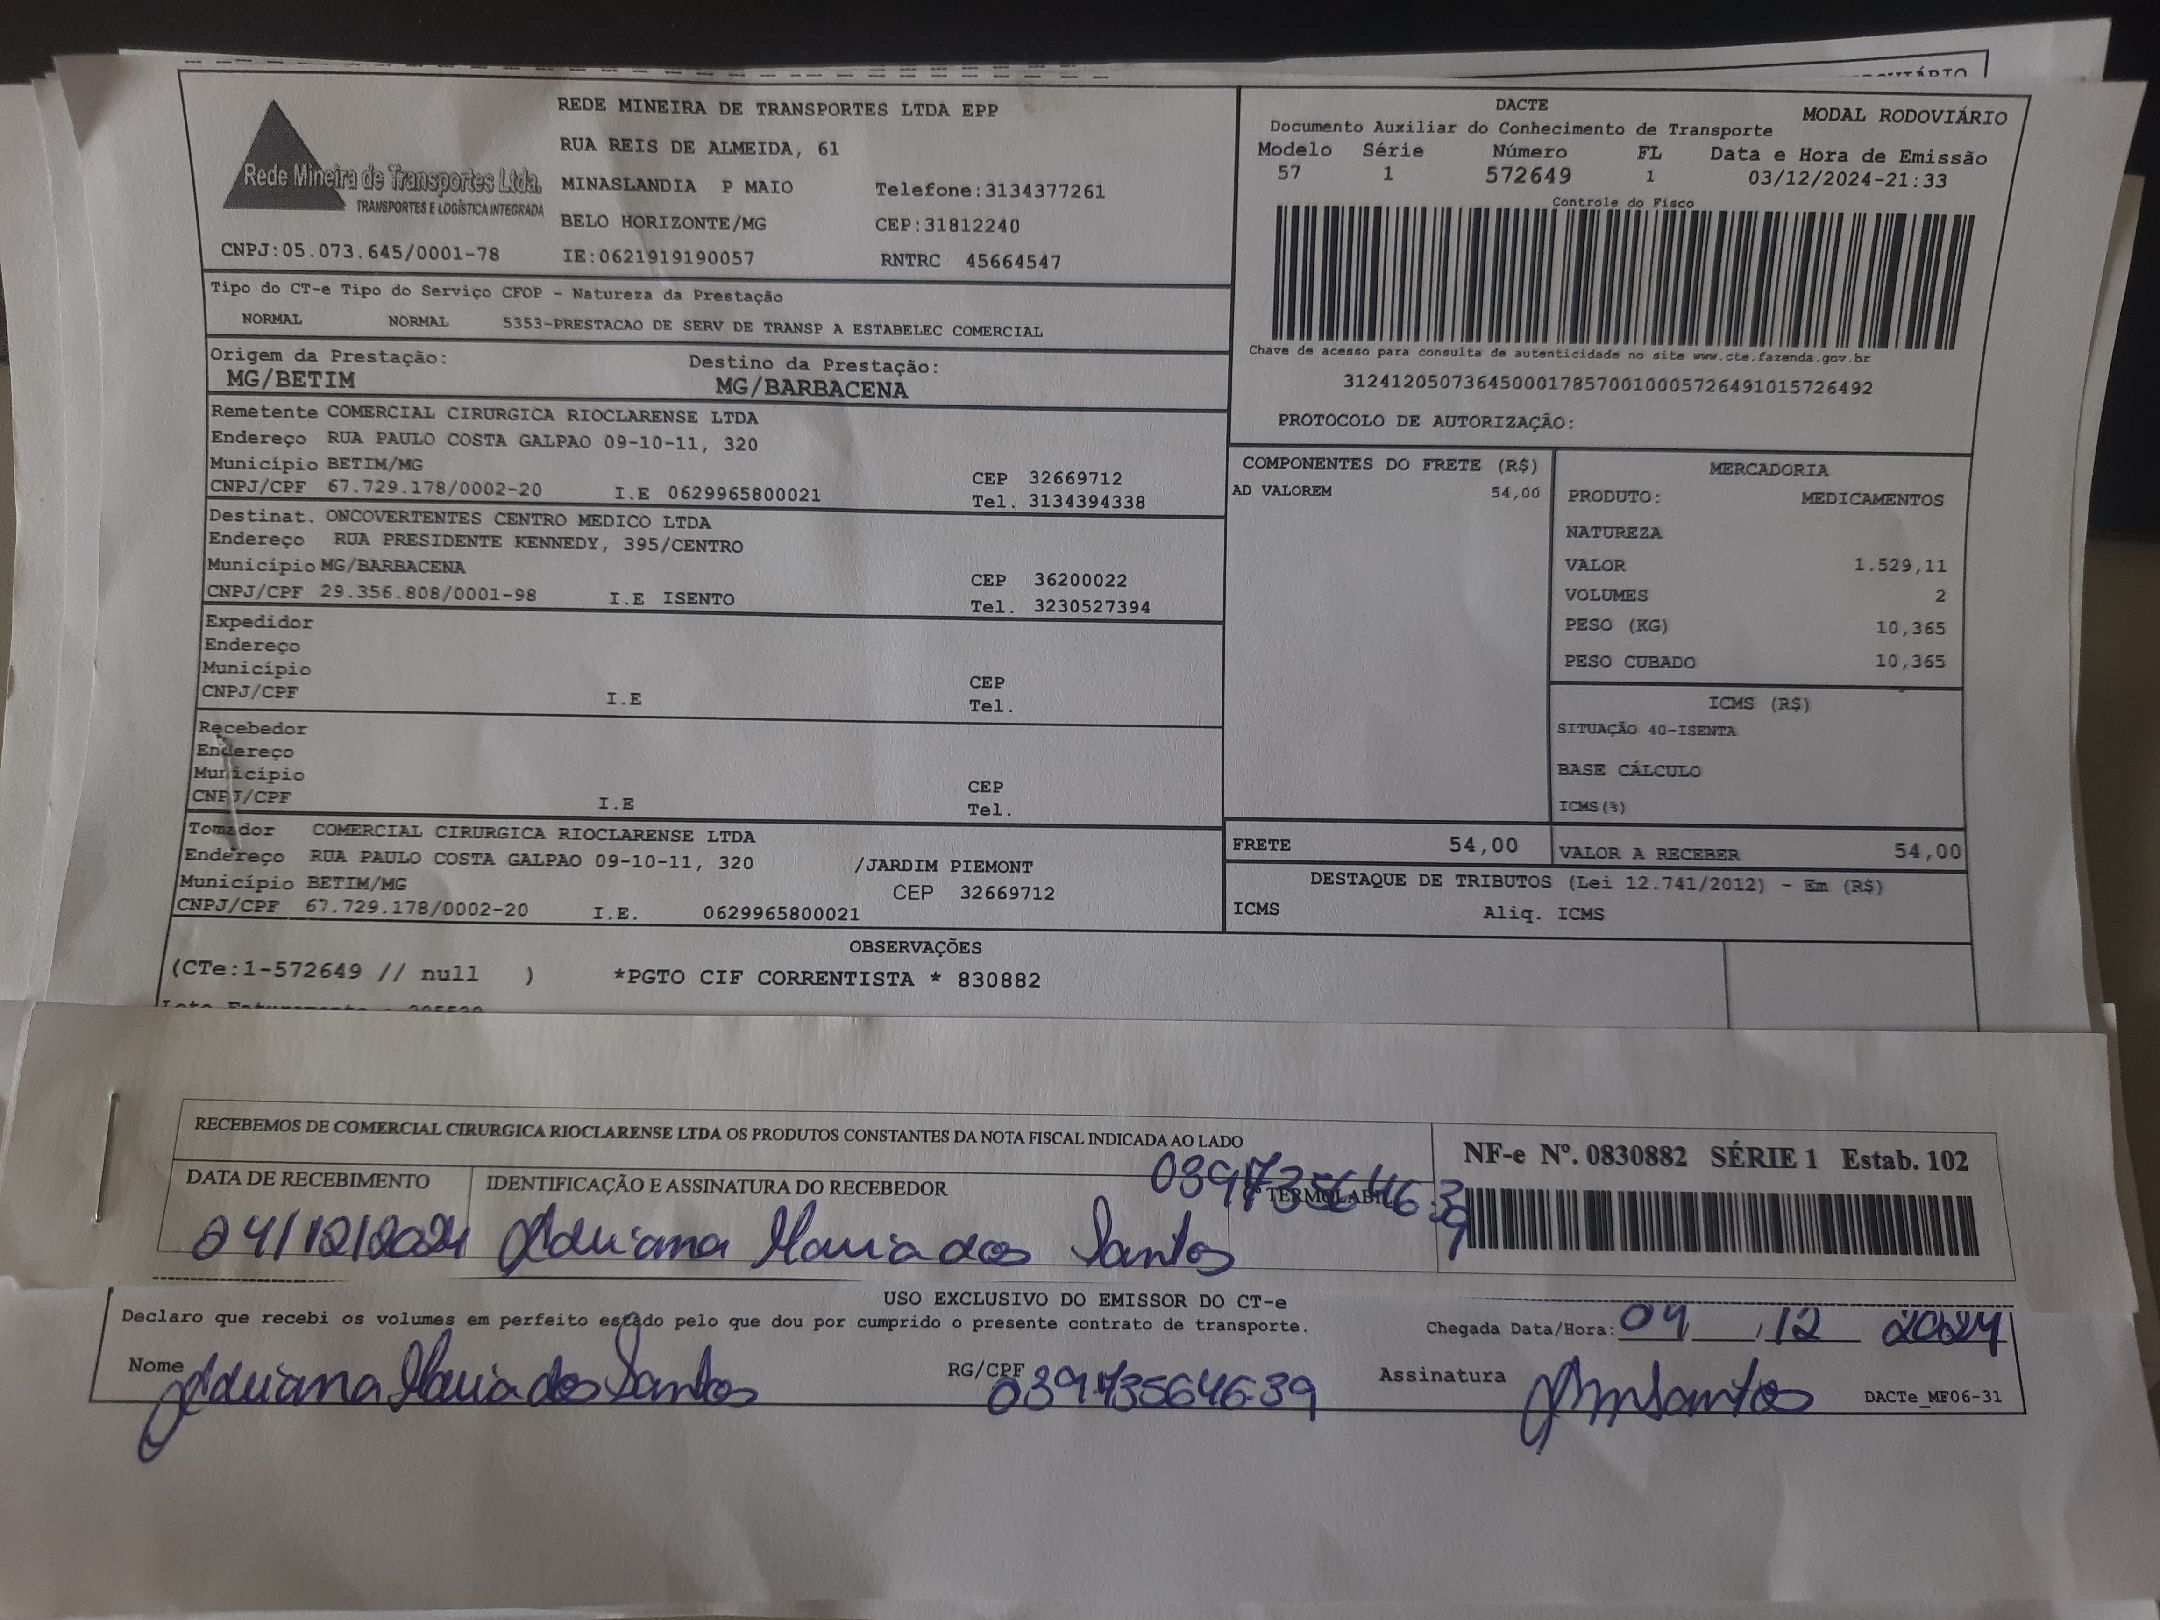 REDE MINEIRA DE TRANSPORTES LTDA EPP
RUA REIS DE ALMEIDA, 61
MINASLANDIA P MAIO Telefone:3134377261
BELO HORIZONTE/MG CEP:31812240
CNPJ:05.073.645/0001-78 IE:0621919190057 RNTRC 45664547
Rede Mineira de Transportes Ltda.
TRANSPORTES E LOGÍSTICA INTEGRADA
DACTE MODAL RODOVIÁRIO
Documento Auxiliar do Conhecimento de Transporte
Modelo Série Número FL Data e Hora de Emissão
57 1 572649 1 03/12/2024-21:33
Controle do Fisco
Chave de acesso para consulta de autenticidade no site www.cte.fazenda.gov.br
31241205073645000178570010005726491015726492
PROTOCOLO DE AUTORIZAÇÃO:
Tipo do CT-e Tipo do Serviço CFOP - Natureza da Prestação
NORMAL NORMAL 5353-PRESTACAO DE SERV DE TRANSP A ESTABELEC COMERCIAL
Origem da Prestação: Destino da Prestação:
MG/BETIM MG/BARBACENA
Remetente COMERCIAL CIRURGICA RIOCLARENSE LTDA
Endereço RUA PAULO COSTA GALPAO 09-10-11, 320
Município BETIM/MG CEP 32669712
CNPJ/CPF 67.729.178/0002-20 I.E 0629965800021 Tel. 3134394338
Destinat. ONCOVERTENTES CENTRO MEDICO LTDA
Endereço RUA PRESIDENTE KENNEDY, 395/CENTRO
Município MG/BARBACENA CEP 36200022
CNPJ/CPF 29.356.808/0001-98 I.E ISENTO Tel. 3230527394
Expedidor
Endereço
Município CEP
CNPJ/CPF I.E Tel.
Recebedor
Endereço
Município CEP
CNPJ/CPF I.E Tel.
Tomador COMERCIAL CIRURGICA RIOCLARENSE LTDA
Endereço RUA PAULO COSTA GALPAO 09-10-11, 320 /JARDIM PIEMONT
Município BETIM/MG CEP 32669712
CNPJ/CPF 67.729.178/0002-20 I.E. 0629965800021
COMPONENTES DO FRETE (R$)
AD VALOREM 54,00
MERCADORIA
PRODUTO: MEDICAMENTOS
NATUREZA
VALOR 1.529,11
VOLUMES 2
PESO (KG) 10,365
PESO CUBADO 10,365
ICMS (R$)
SITUAÇÃO 40-ISENTA
BASE CÁLCULO
ICMS(%)
FRETE 54,00 VALOR A RECEBER 54,00
DESTAQUE DE TRIBUTOS (Lei 12.741/2012) - Em (R$)
ICMS Aliq. ICMS
OBSERVAÇÕES
(CTe:1-572649 // null ) *PGTO CIF CORRENTISTA * 830882
RECEBEMOS DE COMERCIAL CIRURGICA RIOCLARENSE LTDA OS PRODUTOS CONSTANTES DA NOTA FISCAL INDICADA AO LADO
NF-e Nº. 0830882 SÉRIE 1 Estab. 102
DATA DE RECEBIMENTO IDENTIFICAÇÃO E ASSINATURA DO RECEBEDOR
03973564639
04/12/2024 Adriana Maria dos Santos
USO EXCLUSIVO DO EMISSOR DO CT-e
Declaro que recebi os volumes em perfeito estado pelo que dou por cumprido o presente contrato de transporte. Chegada Data/Hora: 04 / 12 2024
Nome Adriana Maria dos Santos RG/CPF 03973564639 Assinatura
DACTe_MF06-31